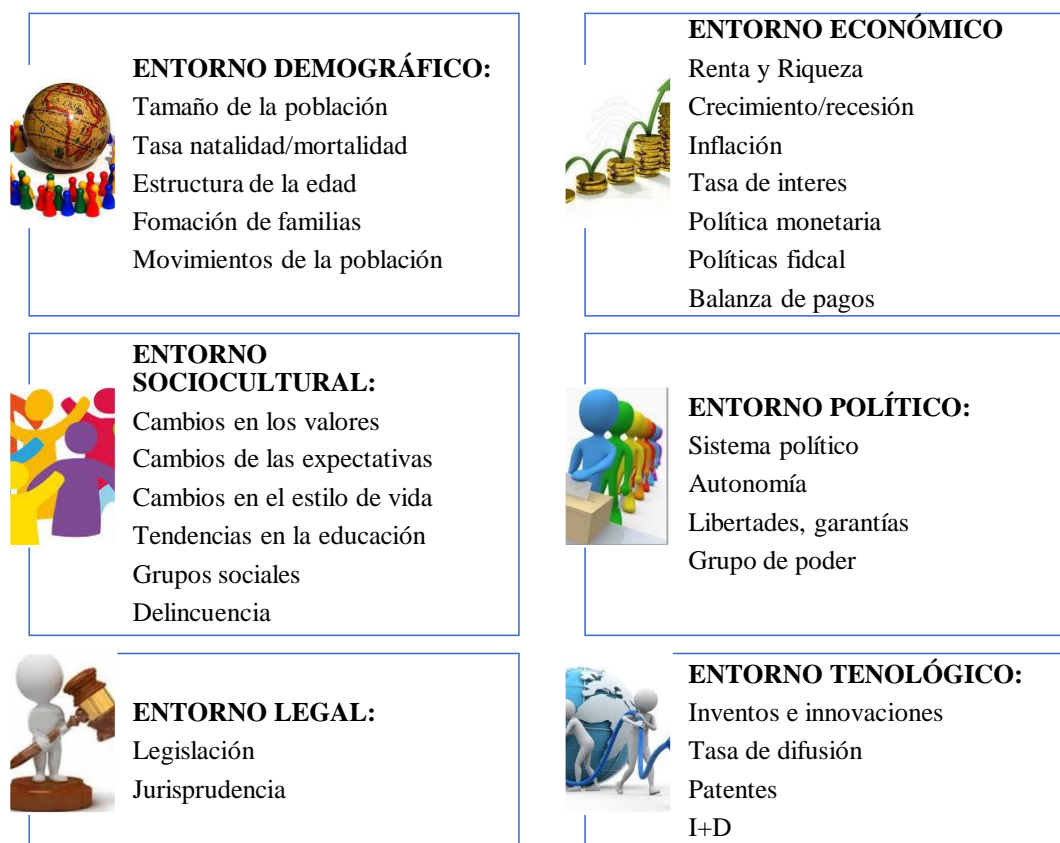 ENTORNO DEMOGRÁFICO:
Tamaño de la población
Tasa natalidad/mortalidad
Estructura de la edad
Fomación de familias
Movimientos de la población
ENTORNO ECONÓMICO
Renta y Riqueza
Crecimiento/recesión
Inflación
Tasa de interes
Política monetaria
Políticas fidcal
Balanza de pagos
ENTORNO
SOCIOCULTURAL:
Cambios en los valores
Cambios de las expectativas
Cambios en el estilo de vida
Tendencias en la educación
Grupos sociales
Delincuencia
ENTORNO POLÍTICO:
Sistema político
Autonomía
Libertades, garantías
Grupo de poder
ENTORNO LEGAL:
Legislación
Jurisprudencia
ENTORNO TENOLÓGICO:
Inventos e innovaciones
Tasa de difusión
Patentes
I+D